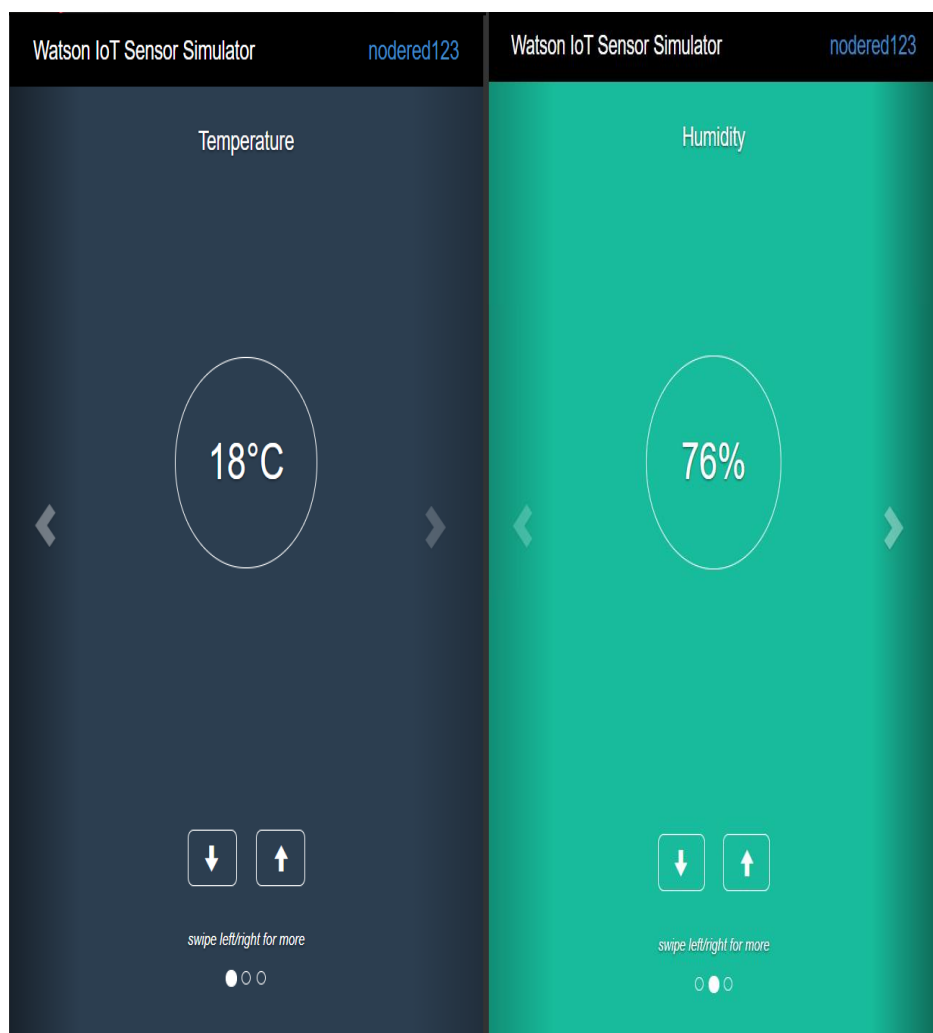 Watson IoT Sensor Simulator nodered123
Temperature
18°C
swipe left/right for more
Watson IoT Sensor Simulator nodered123
Humidity
76%
swipe left/right for more